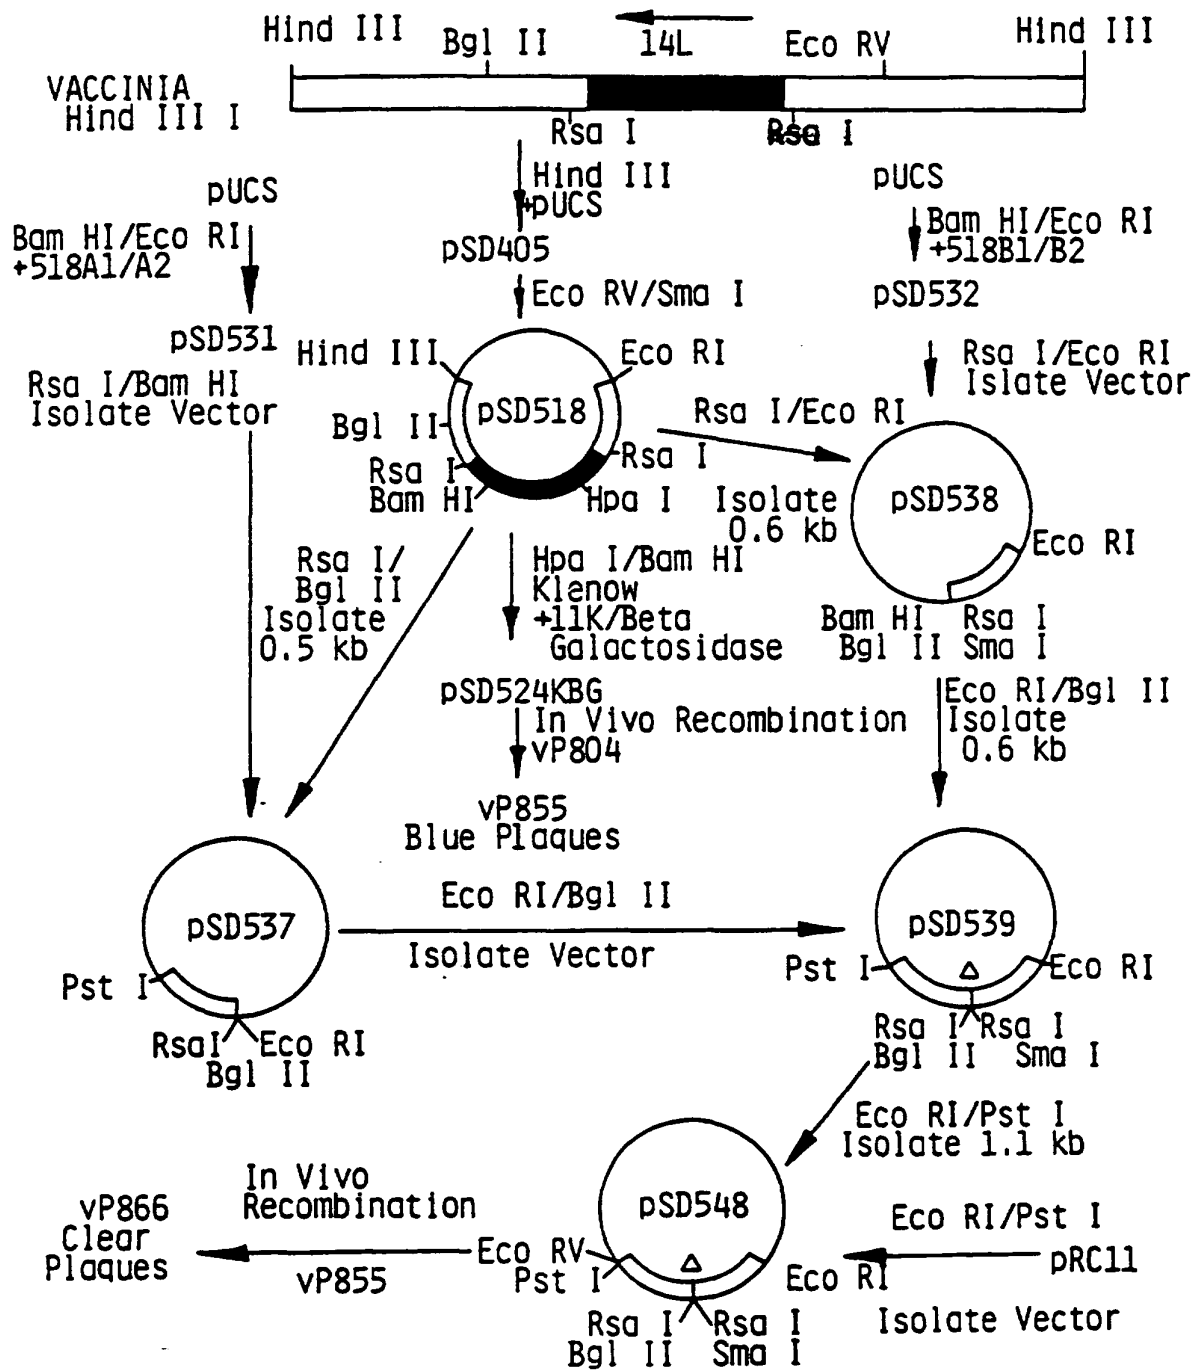 Hind III
Bgl II
14L
Eco RV
Hind III
VACCINIA
Hind III I
Rsa I
Rsa I
pUCS
Hind III
+pUCS
pUCS
Bam HI/Eco RI
+518A1/A2
pSD405
Bam HI/Eco RI
+518B1/B2
Eco RV/Sma I
pSD532
pSD531
Hind III
Eco RI
Rsa I/Eco RI
Islate Vector
Rsa I/Bam HI
Isolate Vector
pSD518
Bgl II
Rsa I/Eco RI
Rsa I
Rsa I
Bam HI
Hpa I
Isolate
0.6 kb
pSD538
Eco RI
Rsa I/
Bgl II
Isolate
0.5 kb
Hpa I/Bam HI
Klenow
+11K/Beta
Galactosidase
Bam HI Rsa I
Bgl II Sma I
pSD524KBG
In Vivo Recombination
vP804
Eco RI/Bgl II
Isolate
0.6 kb
vP855
Blue Plaques
Eco RI/Bgl II
Isolate Vector
pSD537
Pst I
RsaI Eco RI
Bgl II
pSD539
Pst I
Δ
Eco RI
Rsa I Rsa I
Bgl II Sma I
Eco RI/Pst I
Isolate 1.1 kb
In Vivo
Recombination
vP866
Clear
Plaques
vP855
pSD548
Eco RV
Pst I
Δ
Eco RI
Rsa I Rsa I
Bgl II Sma I
Eco RI/Pst I
pRC11
Isolate Vector